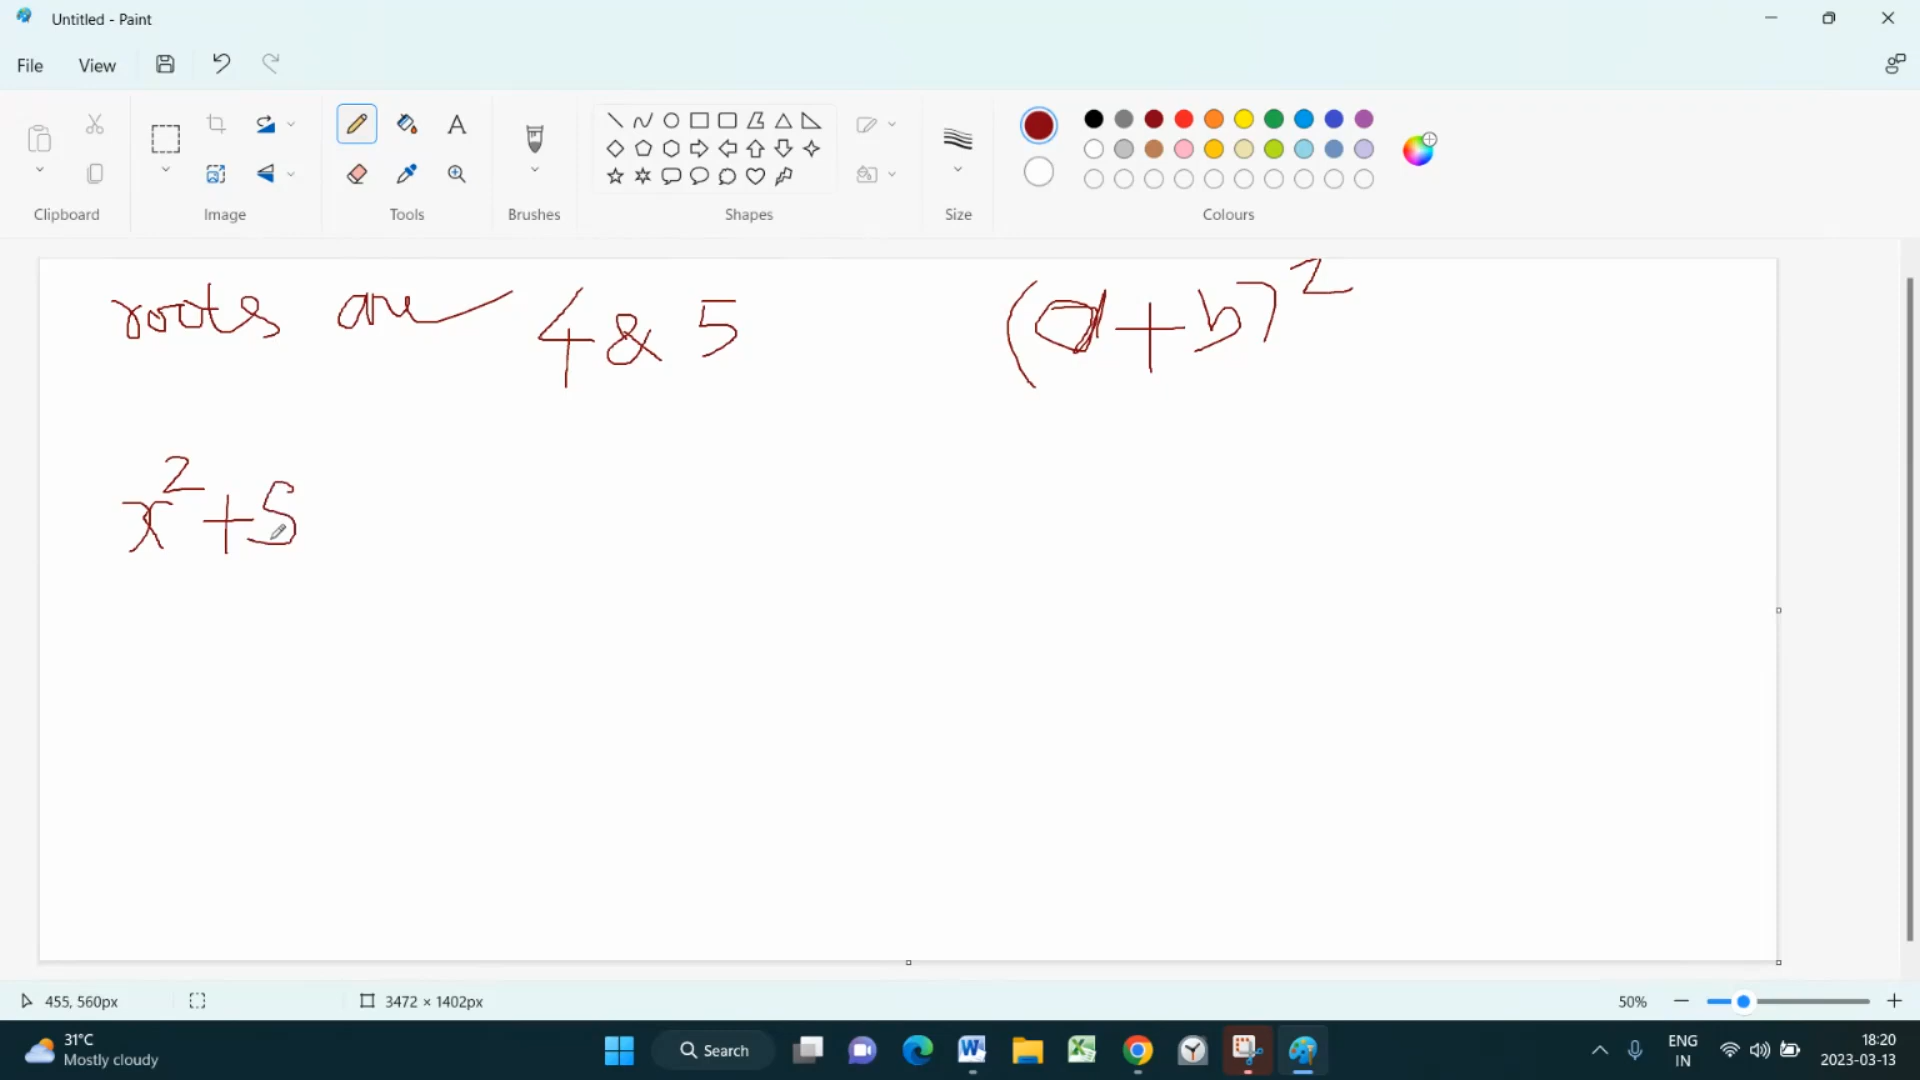 Untitled - Paint
File View
Clipboard Image Tools Brushes Shapes Size Colours
roots are 4 & 5 (a+b)²
x²+5
455, 560px 3472 × 1402px 50%
31°C
Mostly cloudy
Search
ENG
IN
18:20
2023-03-13